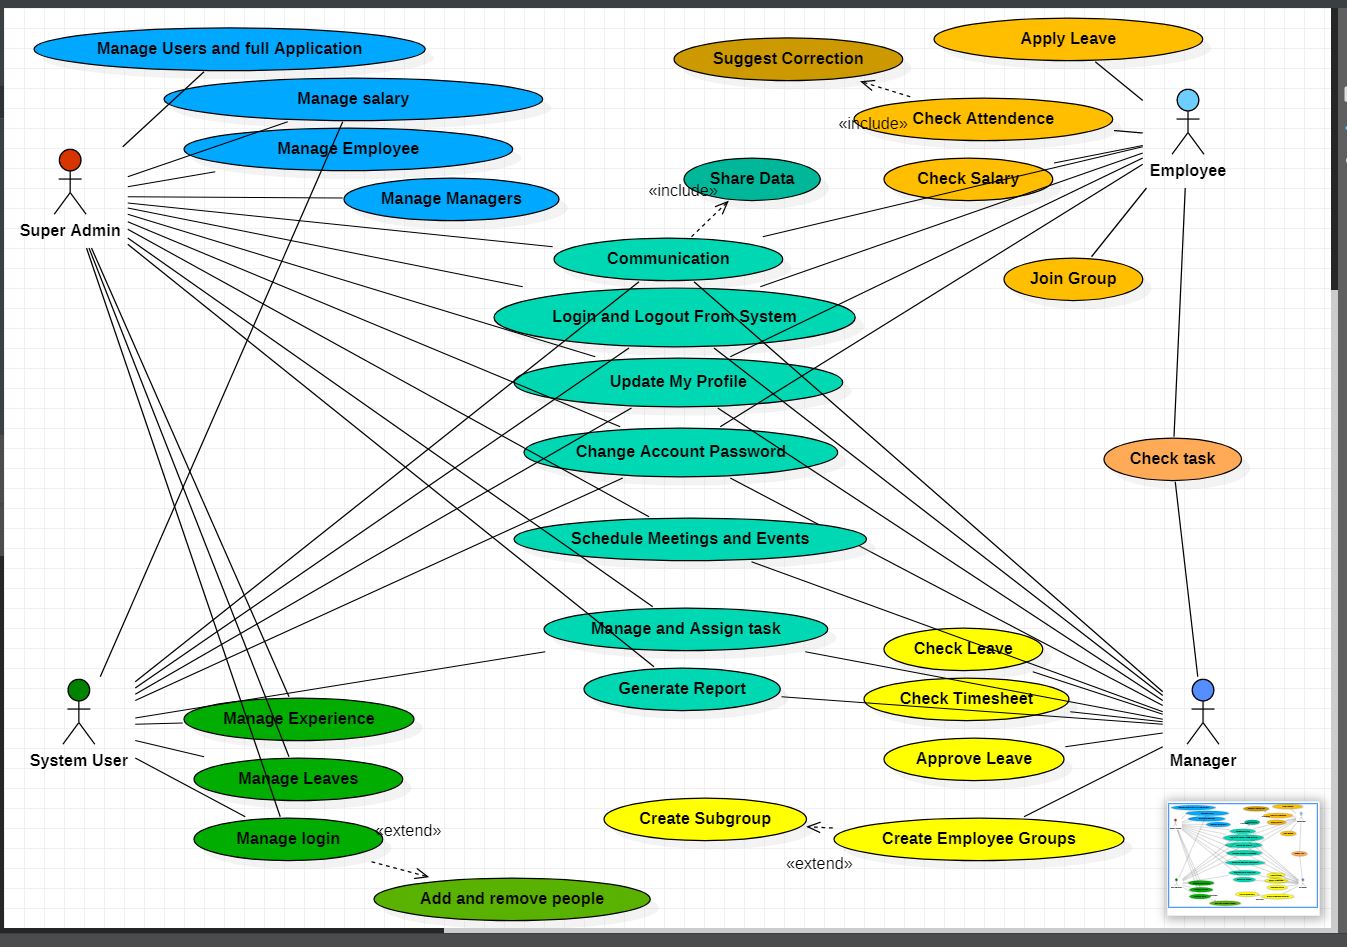 Manage Users and full Application
Apply Leave
Suggest Correction
Manage salary
Check Attendence
«include»
Manage Employee
Employee
Share Data
Check Salary
«include»
Manage Managers
Super Admin
Communication
Join Group
Login and Logout From System
Update My Profile
Change Account Password
Check task
Schedule Meetings and Events
Manage and Assign task
Check Leave
Generate Report
Check Timesheet
Manage Experience
System User
Approve Leave
Manager
Manage Leaves
Create Subgroup
«extend»
Manage login
Create Employee Groups
«extend»
Add and remove people